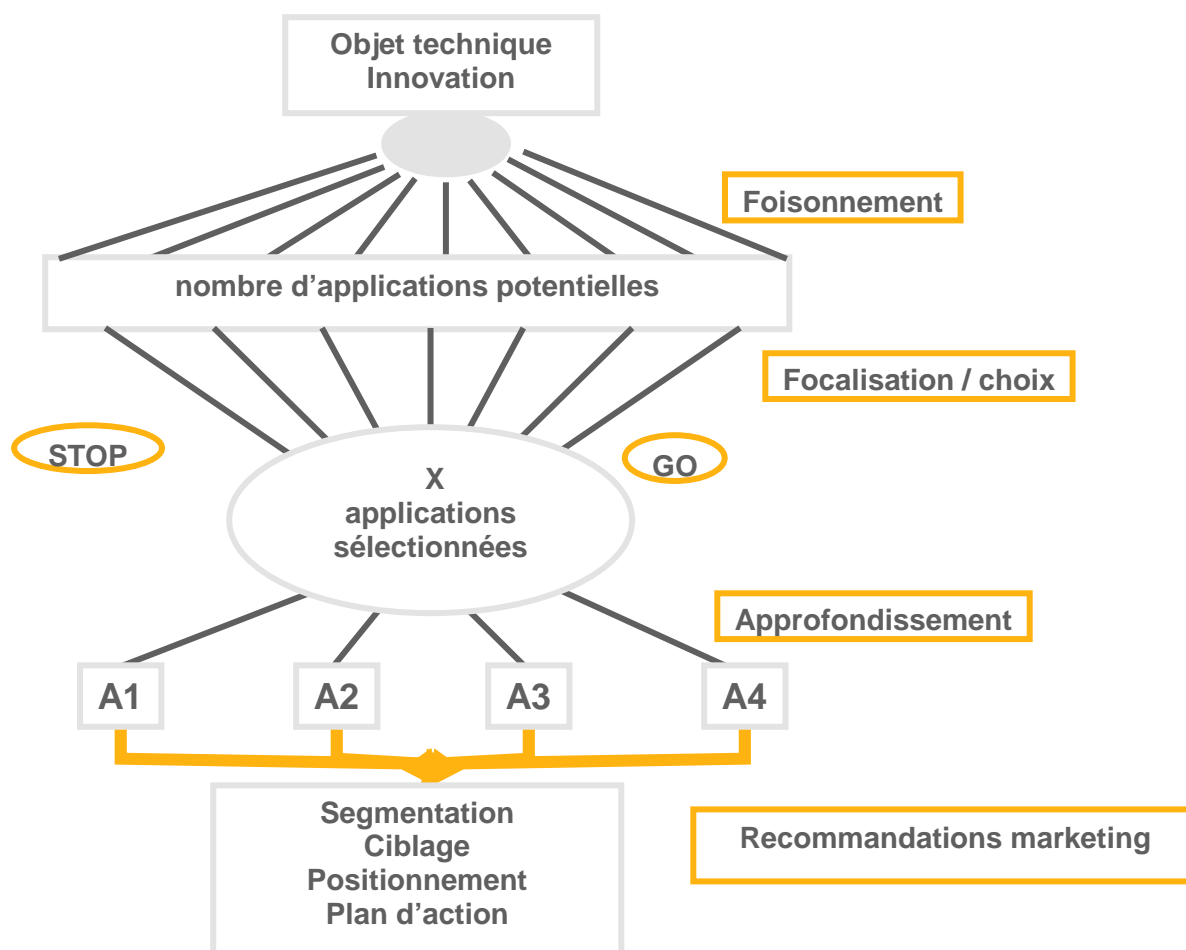 Objet technique
Innovation
Foisonnement
nombre d’applications potentielles
Focalisation / choix
STOP
GO
X
applications
sélectionnées
Approfondissement
A1
A2
A3
A4
Segmentation
Ciblage
Positionnement
Plan d’action
Recommandations marketing